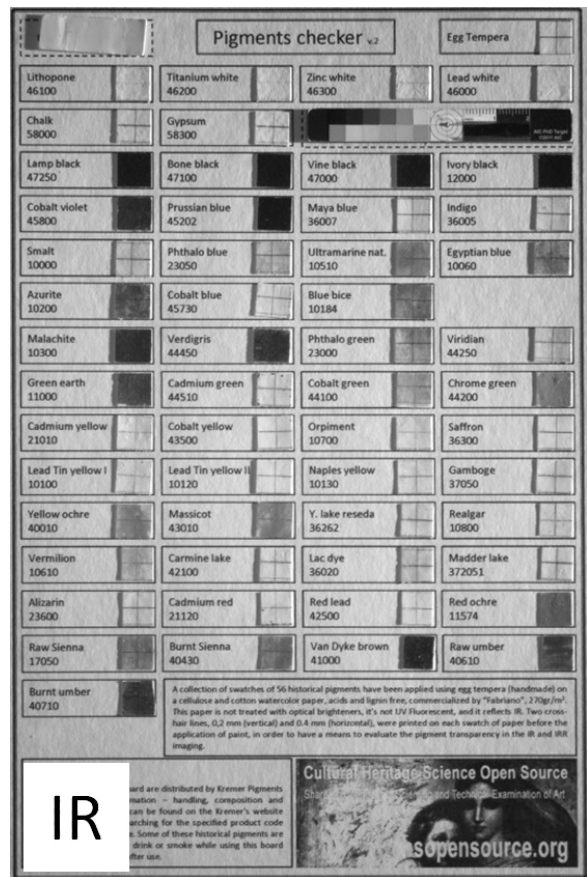 Pigments checker v.2
Egg Tempera
Lithopone
46100
Titanium white
46200
Zinc white
46300
Lead white
46000
Chalk
58000
Gypsum
58300
Lamp black
47250
Bone black
47100
Vine black
47000
Ivory black
12000
Cobalt violet
45800
Prussian blue
45202
Maya blue
36007
Indigo
36005
Smalt
10000
Phthalo blue
23050
Ultramarine nat.
10510
Egyptian blue
10060
Azurite
10200
Cobalt blue
45730
Blue bice
10184
Malachite
10300
Verdigris
44450
Phthalo green
23000
Viridian
44250
Green earth
11000
Cadmium green
44510
Cobalt green
44100
Chrome green
44200
Cadmium yellow
21010
Cobalt yellow
43500
Orpiment
10700
Saffron
36300
Lead Tin yellow I
10100
Lead Tin yellow II
10120
Naples yellow
10130
Gamboge
37050
Yellow ochre
40010
Massicot
43010
Y. lake reseda
36262
Realgar
10800
Vermilion
10610
Carmine lake
42100
Lac dye
36020
Madder lake
372051
Alizarin
23600
Cadmium red
21120
Red lead
42500
Red ochre
11574
Raw Sienna
17050
Burnt Sienna
40430
Van Dyke brown
41000
Raw umber
40610
Burnt umber
40710
A collection of swatches of 56 historical pigments have been applied using egg tempera (handmade) on
a cellulose and cotton watercolor paper, acids and lignin free, commercialized by "Fabriano", 270gr/m².
This paper is not treated with optical brighteners, it's not UV Fluorescent, and it reflects IR. Two cross-
hair lines, 0,2 mm (vertical) and 0.4 mm (horizontal), were printed on each swatch of paper before the
application of paint, in order to have a means to evaluate the pigment transparency in the IR and IRR
imaging.
IR
ard are distributed by Kremer Pigments
mation – handling, composition and
can be found on the Kremer's website
arching for the specified product code
e. Some of these historical pigments are
drink or smoke while using this board
after use.
Cultural Heritage Science Open Source
and Technical Examination of Art
sopensource.org